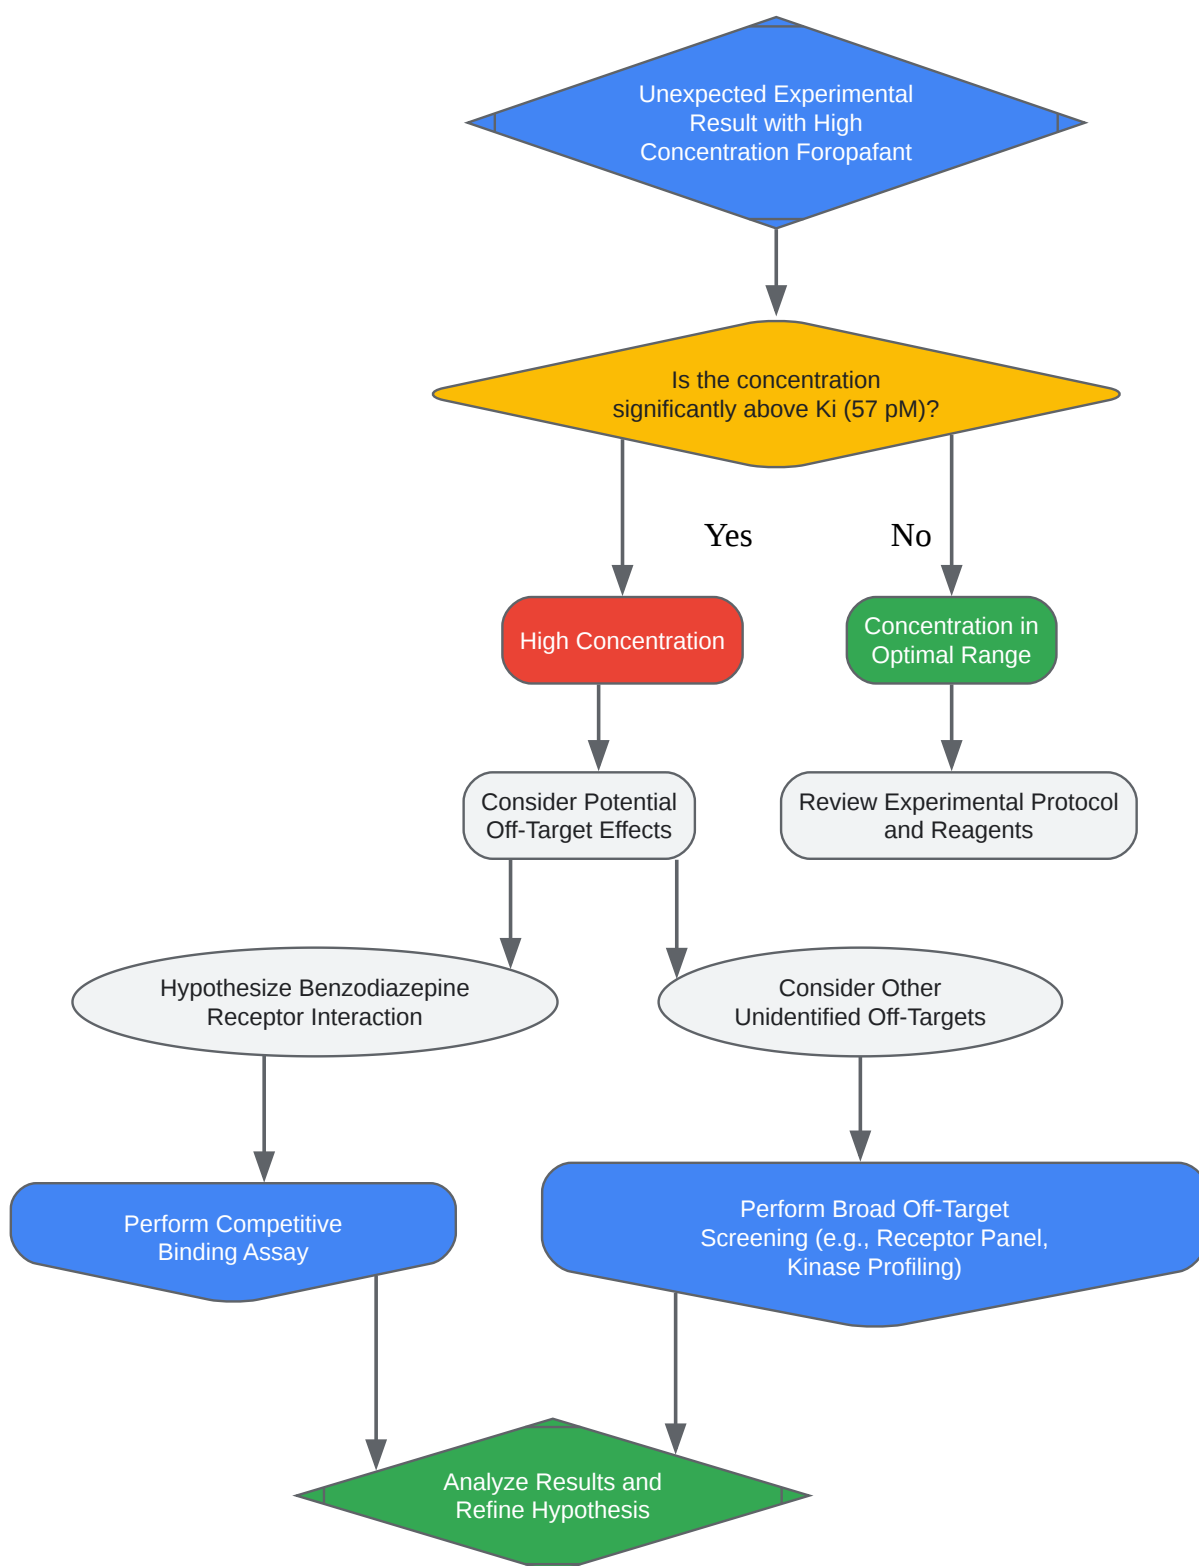 Unexpected Experimental
Result with High
Concentration Foropafant
Is the concentration
significantly above Ki (57 pM)?
Yes
No
High Concentration
Concentration in
Optimal Range
Consider Potential
Off-Target Effects
Review Experimental Protocol
and Reagents
Hypothesize Benzodiazepine
Receptor Interaction
Consider Other
Unidentified Off-Targets
Perform Competitive
Binding Assay
Perform Broad Off-Target
Screening (e.g., Receptor Panel,
Kinase Profiling)
Analyze Results and
Refine Hypothesis